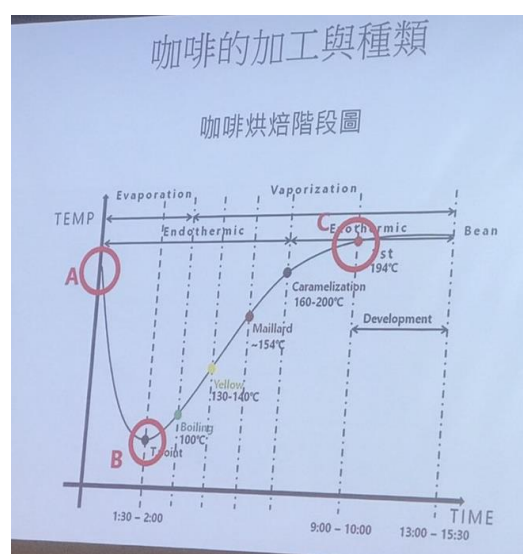 咖啡的加工與種類
咖啡烘焙階段圖
Evaporation
Vaporization
TEMP
Endothermic
C
Exothermic
Bean
A
st
194℃
Caramelization
160-200℃
Development
Maillard
~154℃
Yellow
130-140℃
Boiling
100℃
B
T.point
TIME
1:30 – 2:00
9:00 – 10:00
13:00 – 15:30